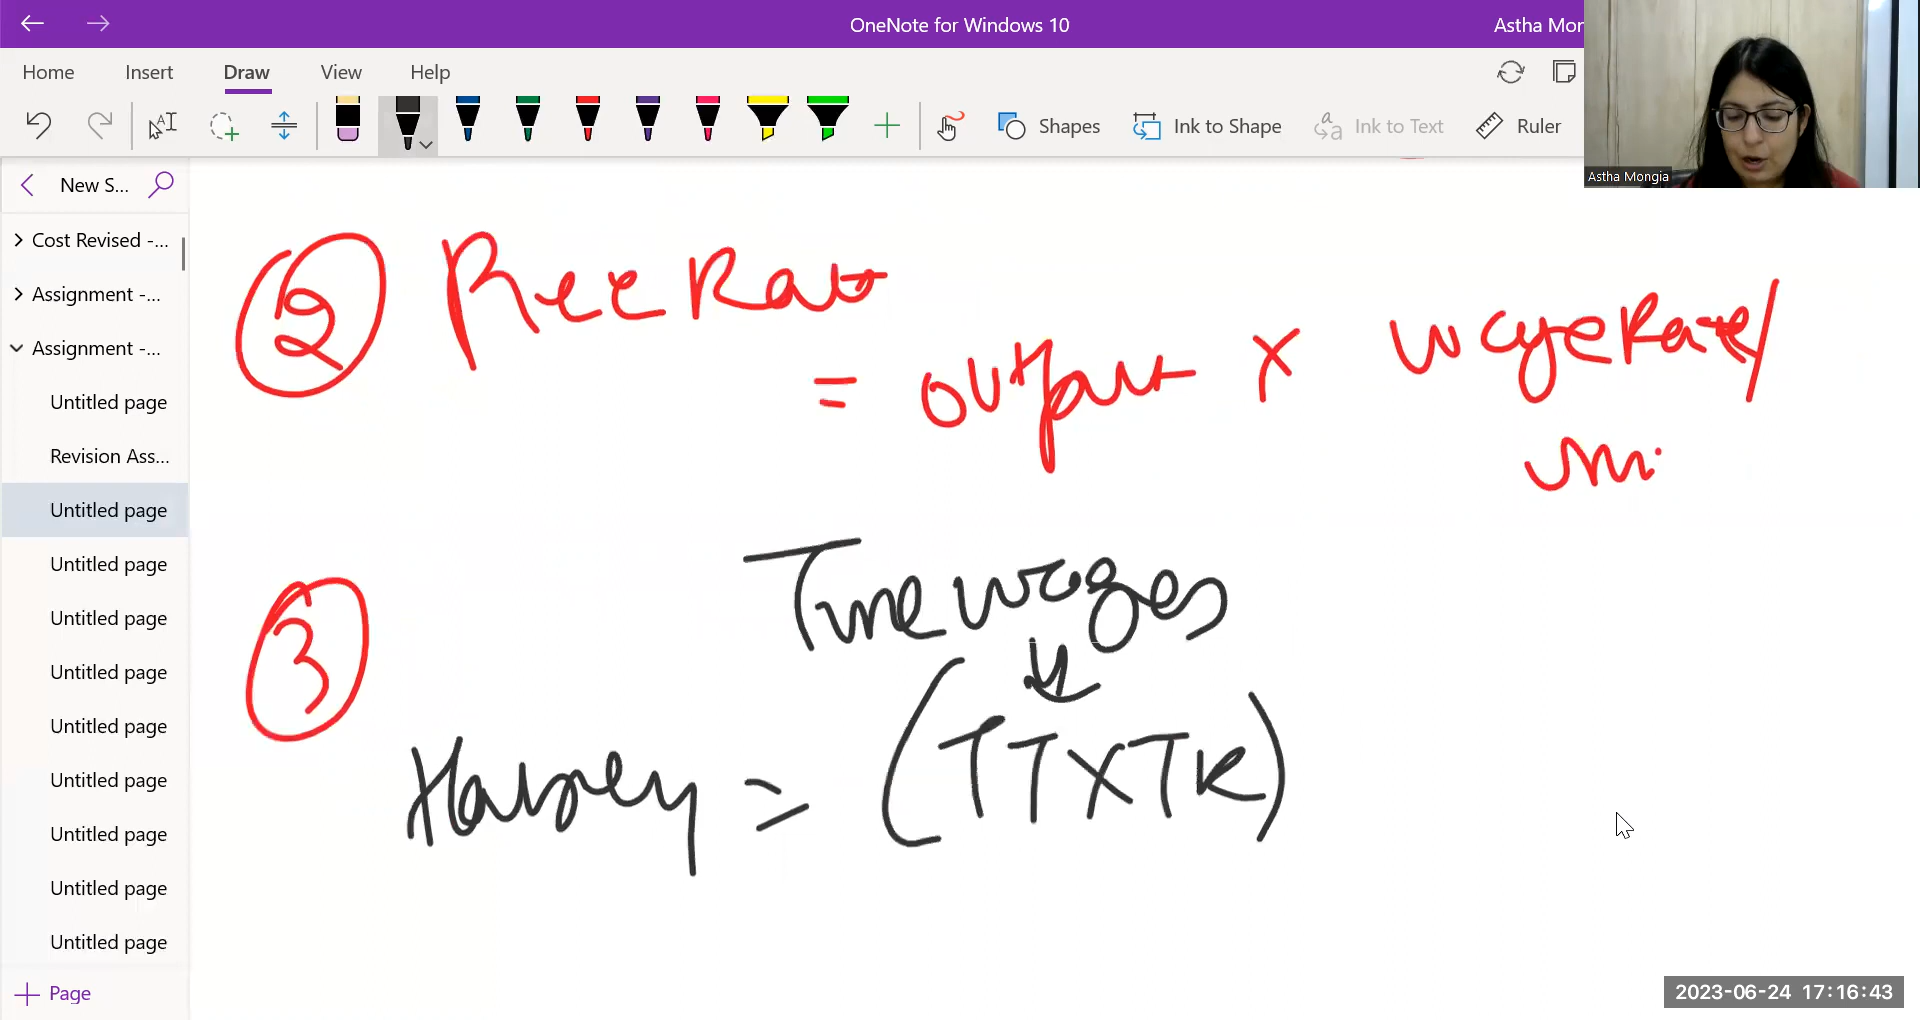 OneNote for Windows 10
Astha Mon
Home Insert Draw View Help
Shapes Ink to Shape Ink to Text Ruler
Astha Mongia
New S...
Cost Revised -...
Assignment -...
Assignment -...
Untitled page
Revision Ass...
Untitled page
Untitled page
Untitled page
Untitled page
Untitled page
Untitled page
Untitled page
Untitled page
Untitled page
Page
2 Piece Rate
= output X wage Rate/
Time wages
3
Halsey = (TTXTR)
2023-06-24 17:16:43